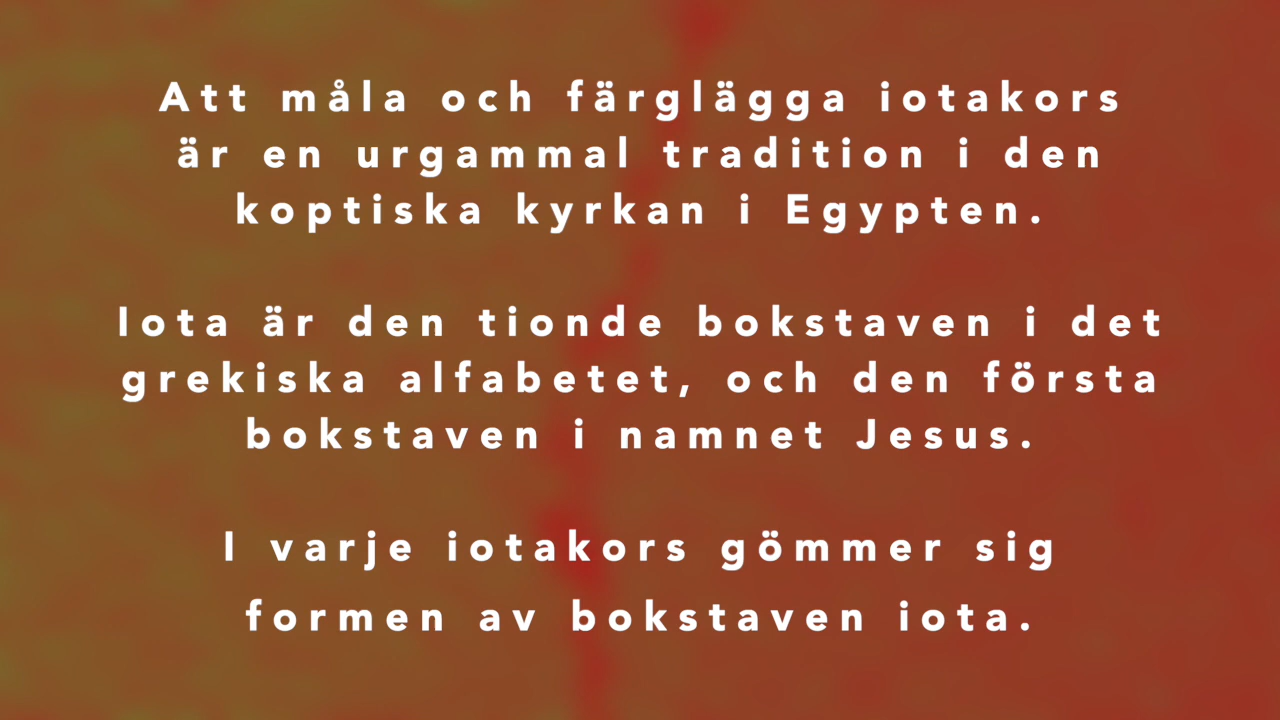 Att måla och färglägga iotakors
är en urgammal tradition i den
koptiska kyrkan i Egypten.
Iota är den tionde bokstaven i det
grekiska alfabetet, och den första
bokstaven i namnet Jesus.
I varje iotakors gömmer sig
formen av bokstaven iota.